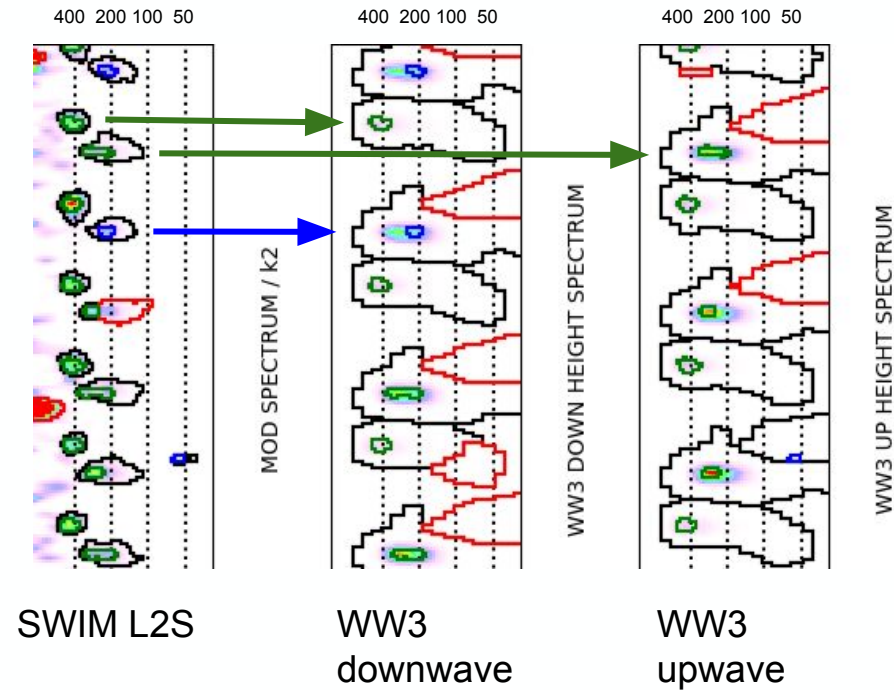 400 200 100 50
400 200 100 50
400 200 100 50
MOD SPECTRUM / k2
WW3 DOWN HEIGHT SPECTRUM
WW3 UP HEIGHT SPECTRUM
SWIM L2S
WW3
downwave
WW3
upwave